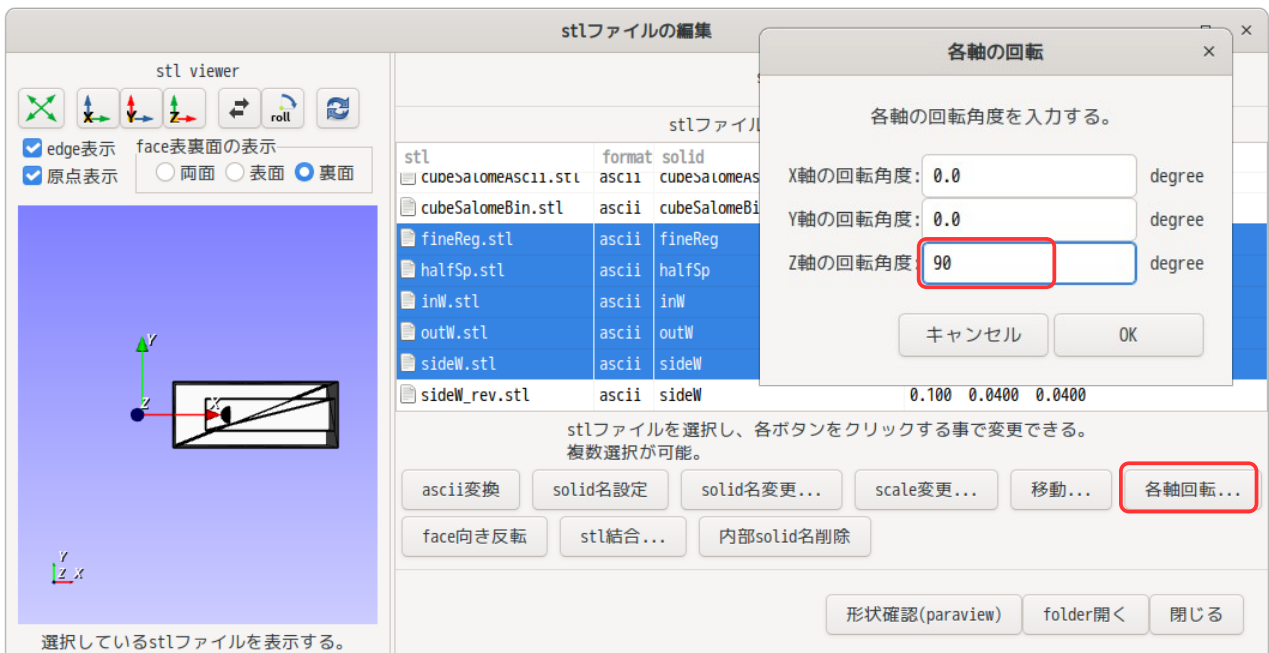 stlファイルの編集
stl viewer
X
Y
Z
roll
edge表示
face表裏面の表示
原点表示
両面
表面
裏面
Y
Z
X
Y
Z X
選択しているstlファイルを表示する。
stlファイル
stl format solid
cubeSalomeAscii.stl ascii cubeSalomeAs
cubeSalomeBin.stl ascii cubeSalomeBi
fineReg.stl ascii fineReg
halfSp.stl ascii halfSp
inW.stl ascii inW
outW.stl ascii outW
sideW.stl ascii sideW
sideW_rev.stl ascii sideW 0.100 0.0400 0.0400
stlファイルを選択し、各ボタンをクリックする事で変更できる。
複数選択が可能。
ascii変換 solid名設定 solid名変更... scale変更... 移動... 各軸回転...
face向き反転 stl結合... 内部solid名削除
形状確認(paraview) folder開く 閉じる
各軸の回転
各軸の回転角度を入力する。
X軸の回転角度: 0.0 degree
Y軸の回転角度: 0.0 degree
Z軸の回転角度: 90 degree
キャンセル OK